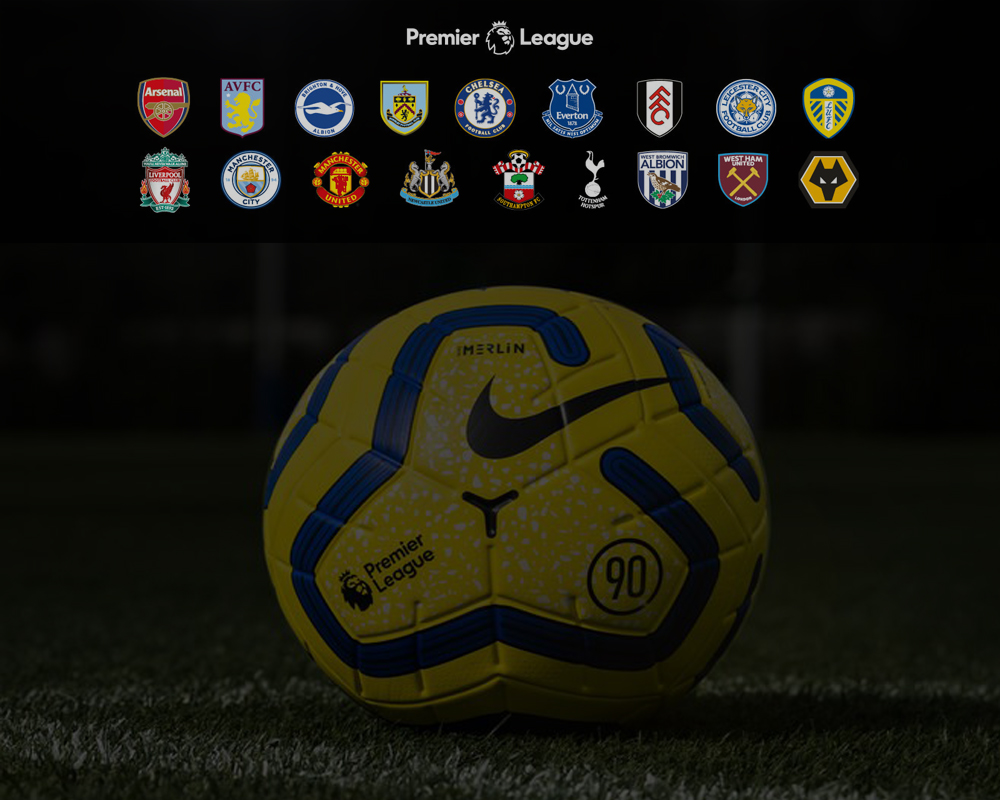 Premier League
Arsenal
AVFC
BRIGHTON & HOVE
ALBION
CHELSEA
FOOTBALL CLUB
Everton
1878
LEICESTER CITY
FOOTBALL CLUB
LIVERPOOL
MANCHESTER
CITY
MANCHESTER
UNITED
NEWCASTLE UNITED
SOUTHAMPTON FC
TOTTENHAM
HOTSPUR
WEST BROMWICH
ALBION
WEST HAM
UNITED
LONDON
MERLIN
Premier
League
90